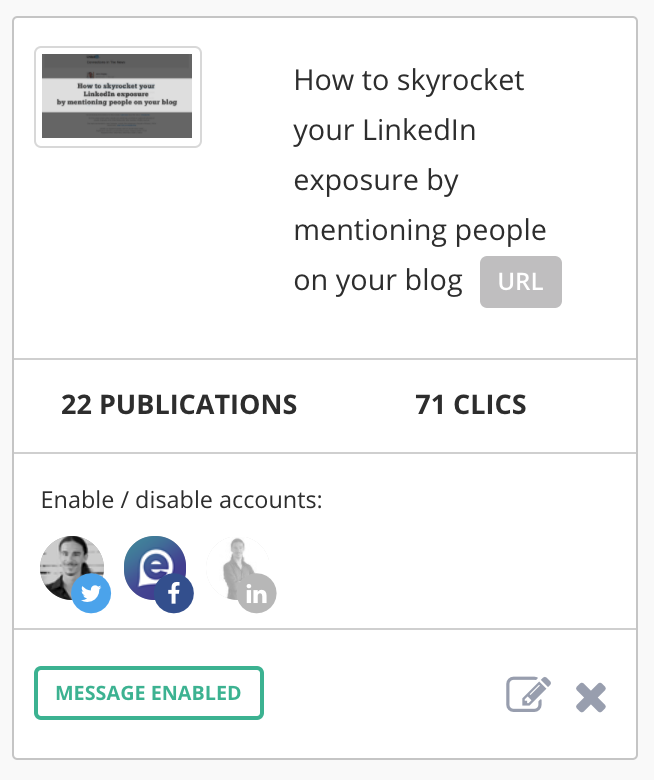 How to skyrocket your
LinkedIn exposure
by mentioning people on your blog
How to skyrocket
your LinkedIn
exposure by
mentioning people
on your blog URL
22 PUBLICATIONS 71 CLICS
Enable / disable accounts:
f in
MESSAGE ENABLED